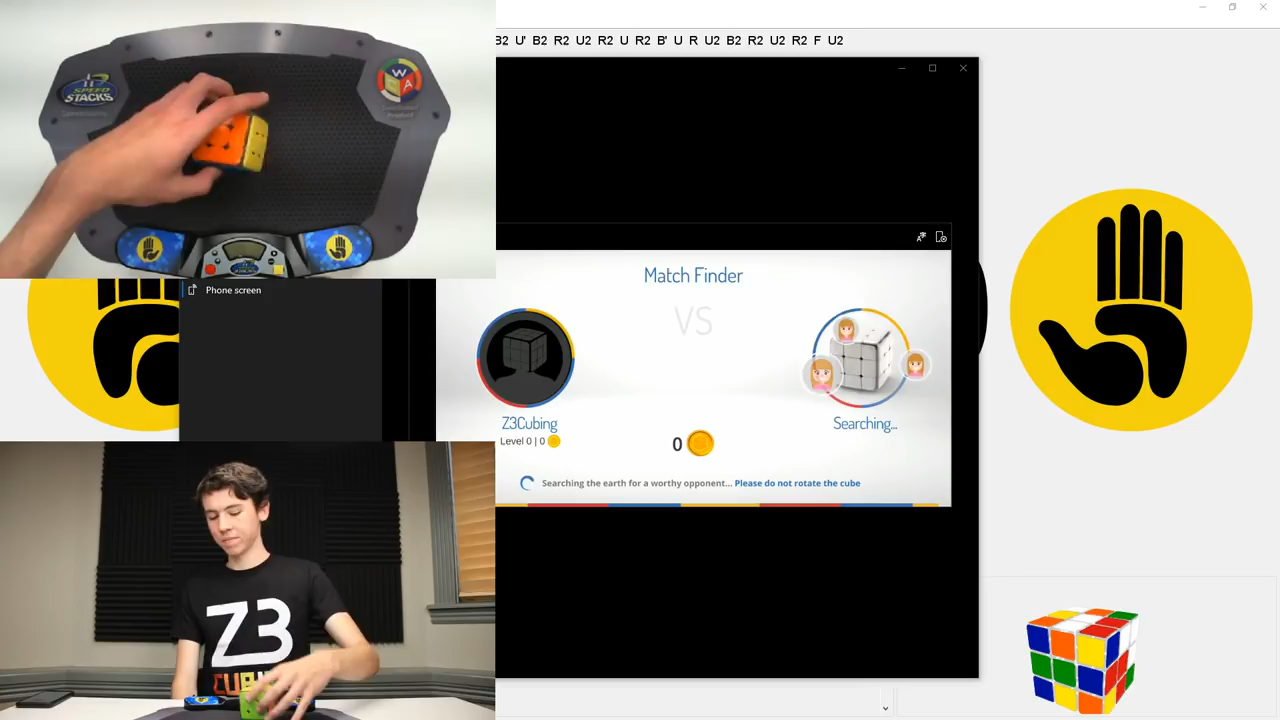 B2 U' B2 R2 U2 R2 U R2 B' U R U2 B2 R2 U2 R2 F U2
SPEED
STACKS
W
C A
Phone screen
Match Finder
VS
Z3Cubing
Searching...
Level 0 | 0
0
Searching the earth for a worthy opponent... Please do not rotate the cube
Z3